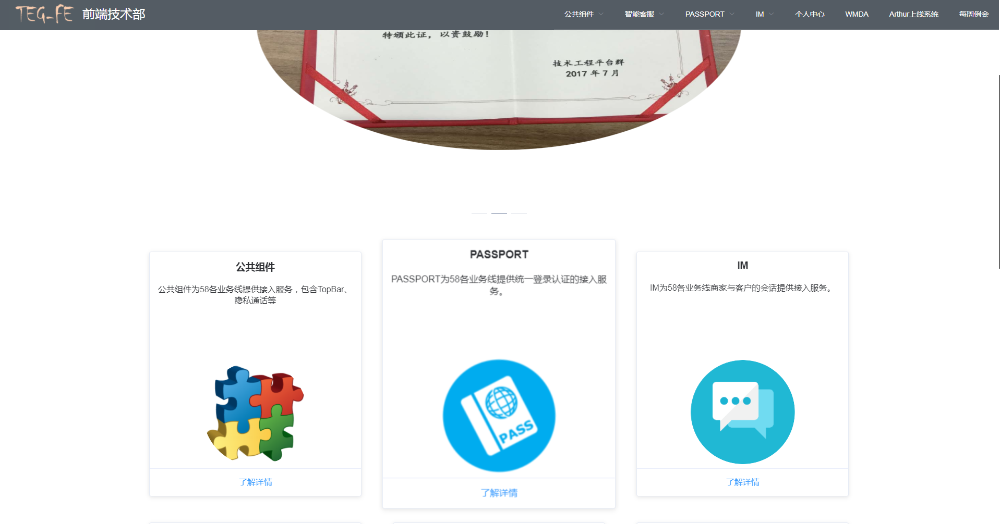 TEG-FE 前端技术部
公共组件 智能客服 PASSPORT IM 个人中心 WMDA Arthur上线系统 每周例会
特颁此证，以资鼓励！
技术工程平台群
2017 年 7 月
公共组件
公共组件为58各业务线提供接入服务，包含TopBar、
隐私通话等
了解详情
PASSPORT
PASSPORT为58各业务线提供统一登录认证的接入服
务。
PASS
了解详情
IM
IM为58各业务线商家与客户的会话提供接入服务。
了解详情